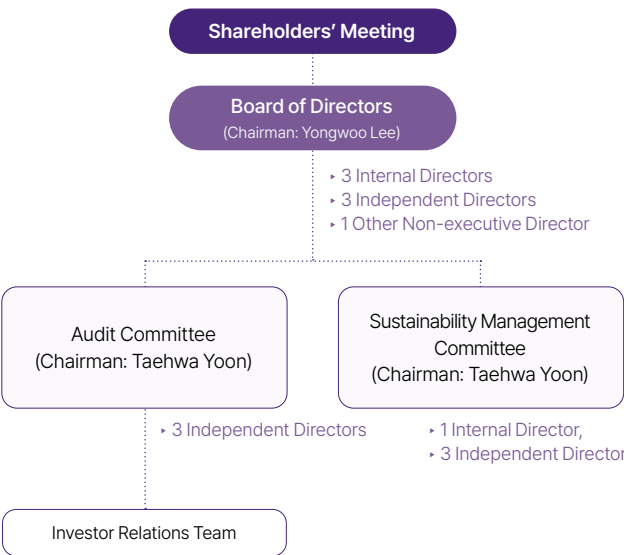 Shareholders’ Meeting
Board of Directors
(Chairman: Yongwoo Lee)
‣ 3 Internal Directors
‣ 3 Independent Directors
‣ 1 Other Non-executive Director
Audit Committee
(Chairman: Taehwa Yoon)
Sustainability Management
Committee
(Chairman: Taehwa Yoon)
‣ 3 Independent Directors
‣ 1 Internal Director,
‣ 3 Independent Director
Investor Relations Team